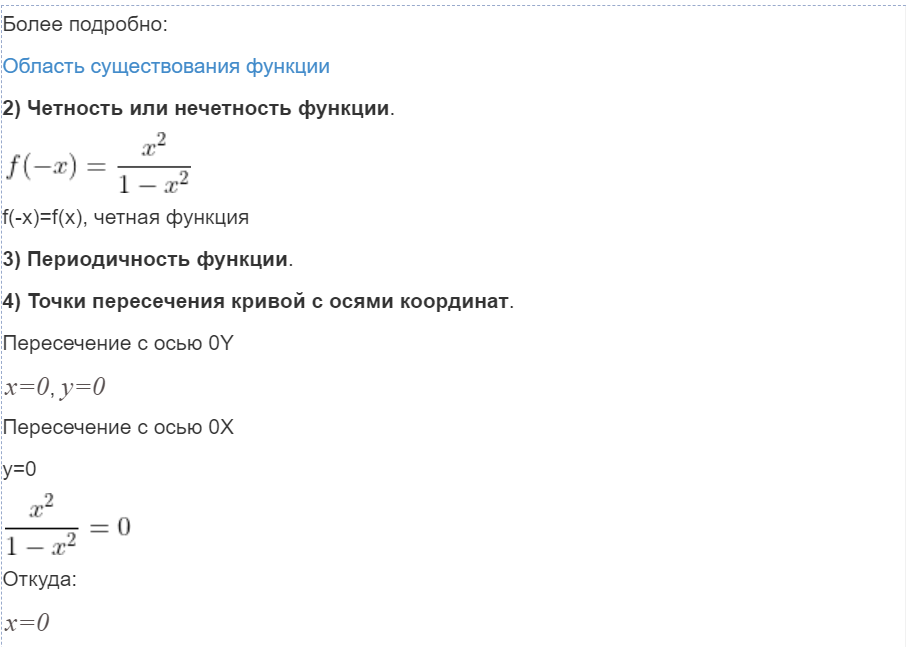 Более подробно:
Область существования функции
2) Четность или нечетность функции.
f(−x) = x²/(1 − x²)
f(-x)=f(x), четная функция
3) Периодичность функции.
4) Точки пересечения кривой с осями координат.
Пересечение с осью 0Y
x=0, y=0
Пересечение с осью 0X
y=0
x²/(1 − x²) = 0
Откуда:
x=0